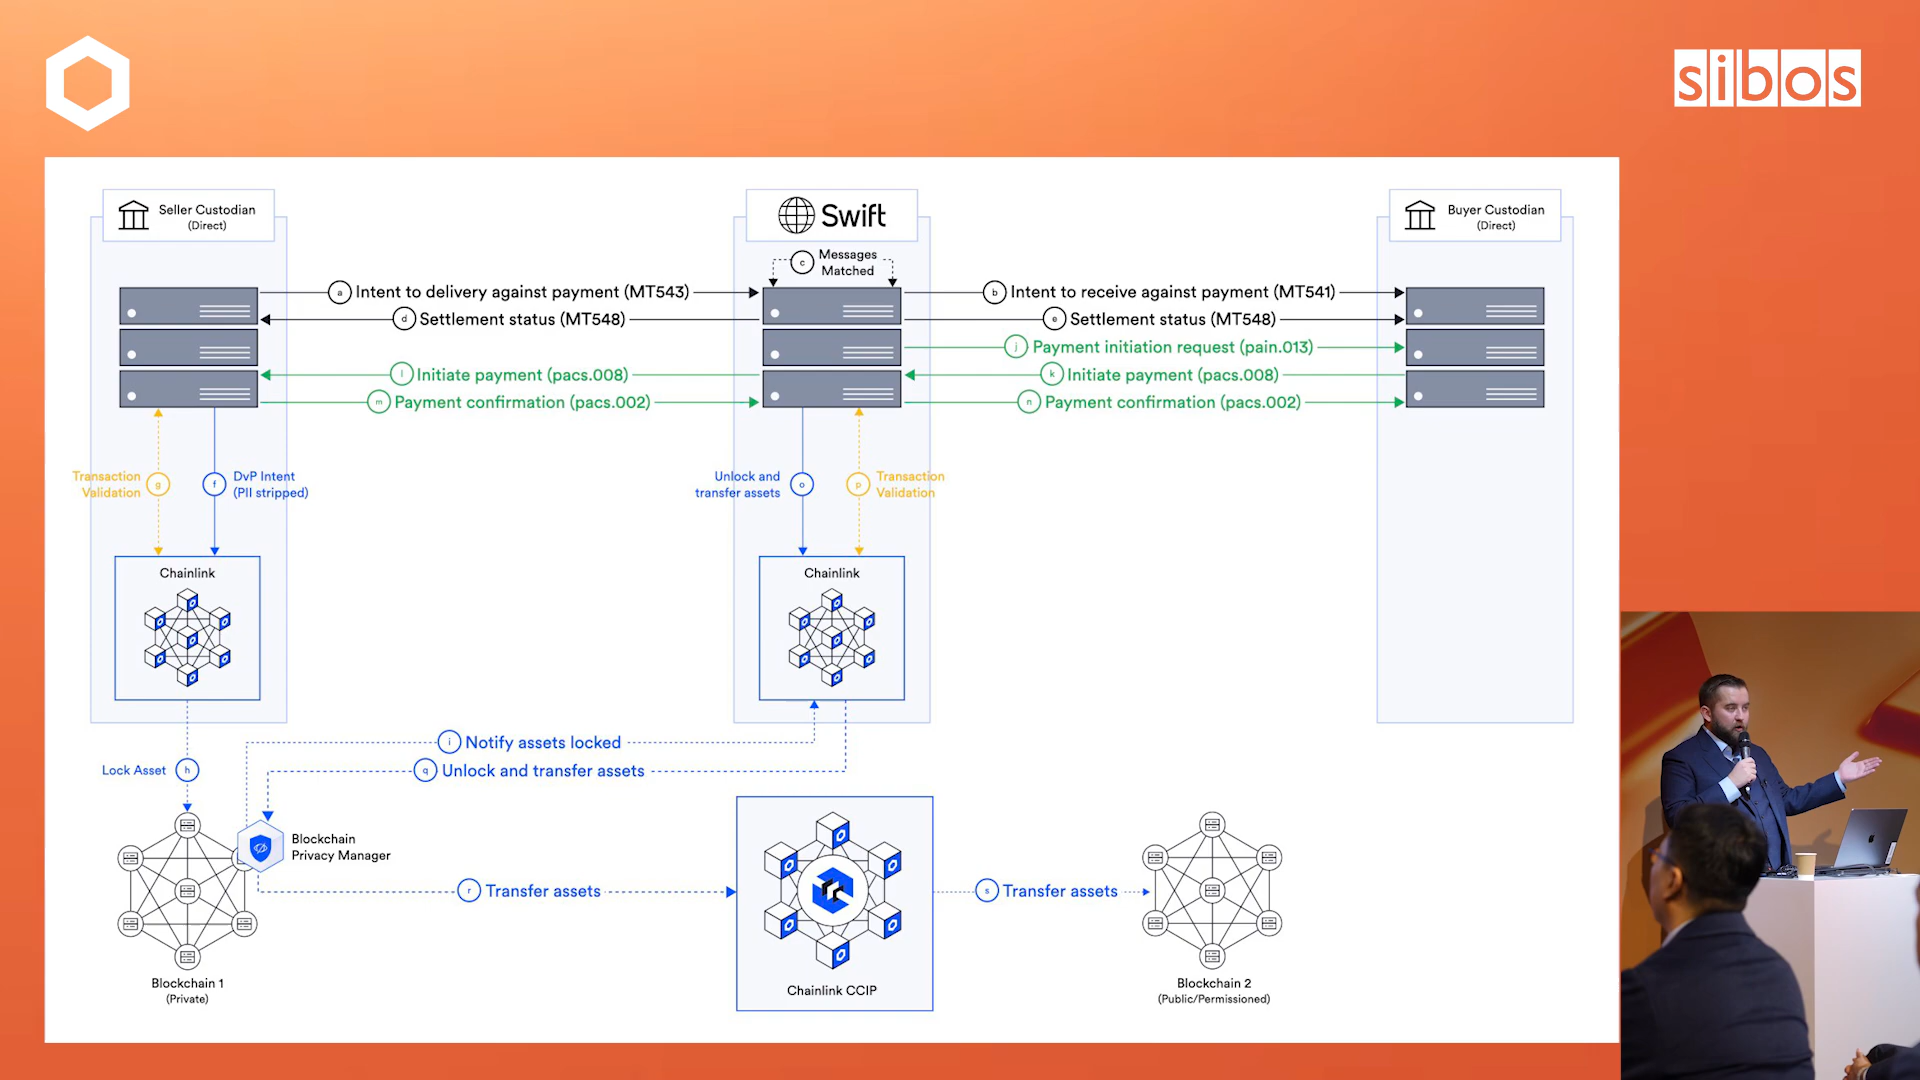 sibos
Seller Custodian
(Direct)
Swift
Buyer Custodian
(Direct)
c Messages
Matched
a Intent to delivery against payment (MT543)
b Intent to receive against payment (MT541)
d Settlement status (MT548)
e Settlement status (MT548)
j Payment initiation request (pain.013)
l Initiate payment (pacs.008)
k Initiate payment (pacs.008)
m Payment confirmation (pacs.002)
n Payment confirmation (pacs.002)
Transaction
Validation
g
f
DvP Intent
(PII stripped)
Unlock and
transfer assets
o
p
Transaction
Validation
Chainlink
Chainlink
i Notify assets locked
Lock Asset h
q Unlock and transfer assets
Blockchain
Privacy Manager
r Transfer assets
s Transfer assets
Blockchain 1
(Private)
Chainlink CCIP
Blockchain 2
(Public/Permissioned)